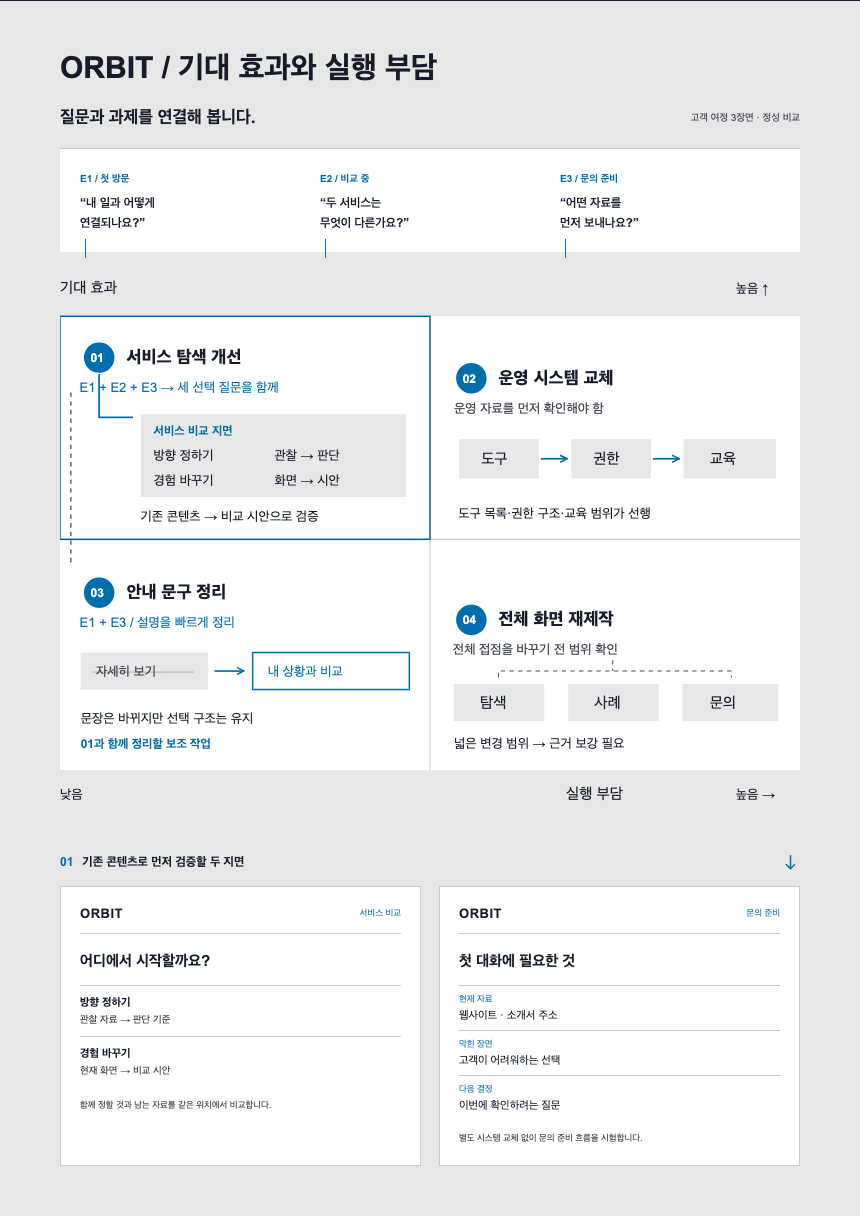 ORBIT / 기대 효과와 실행 부담
질문과 과제를 연결해 봅니다.
고객 여정 3장면 · 정성 비교
E1 / 첫 방문
“내 일과 어떻게
연결되나요?”
E2 / 비교 중
“두 서비스는
무엇이 다른가요?”
E3 / 문의 준비
“어떤 자료를
먼저 보내나요?”
기대 효과
높음 ↑
01 서비스 탐색 개선
E1 + E2 + E3 → 세 선택 질문을 함께
서비스 비교 지면
방향 정하기 관찰 → 판단
경험 바꾸기 화면 → 시안
기존 콘텐츠 → 비교 시안으로 검증
02 운영 시스템 교체
운영 자료를 먼저 확인해야 함
도구 → 권한 → 교육
도구 목록·권한 구조·교육 범위가 선행
03 안내 문구 정리
E1 + E3 / 설명을 빠르게 정리
자세히 보기 → 내 상황과 비교
문장은 바뀌지만 선택 구조는 유지
01과 함께 정리할 보조 작업
04 전체 화면 재제작
전체 접점을 바꾸기 전 범위 확인
탐색 사례 문의
넓은 변경 범위 → 근거 보강 필요
낮음
실행 부담
높음 →
01 기존 콘텐츠로 먼저 검증할 두 지면 ↓
ORBIT
서비스 비교
어디에서 시작할까요?
방향 정하기
관찰 자료 → 판단 기준
경험 바꾸기
현재 화면 → 비교 시안
함께 정할 것과 남는 자료를 같은 위치에서 비교합니다.
ORBIT
문의 준비
첫 대화에 필요한 것
현재 자료
웹사이트 · 소개서 주소
막힌 장면
고객이 어려워하는 선택
다음 결정
이번에 확인하려는 질문
별도 시스템 교체 없이 문의 준비 흐름을 시험합니다.